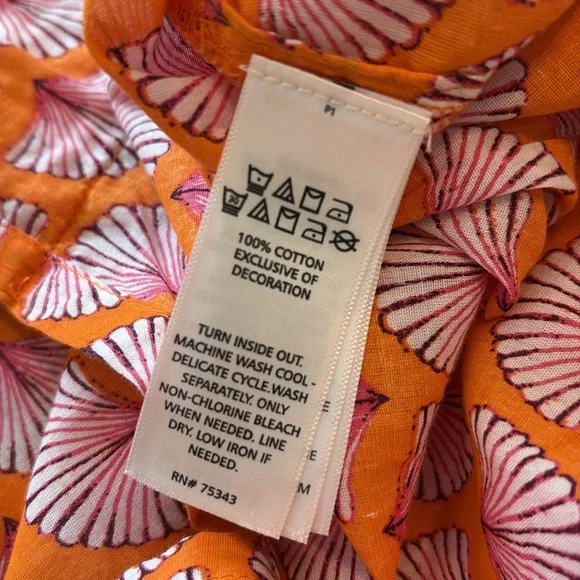 PI
100% COTTON
EXCLUSIVE OF
DECORATION
TURN INSIDE OUT.
MACHINE WASH COOL -
DELICATE CYCLE.WASH
SEPARATELY. ONLY
NON-CHLORINE BLEACH
WHEN NEEDED. LINE
DRY. LOW IRON IF
NEEDED.
RN# 75343
E
E
M